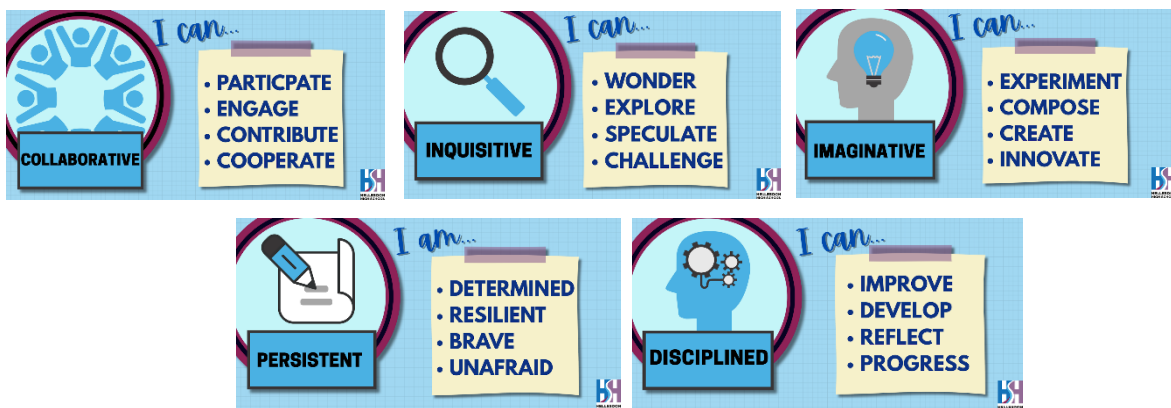 I can...
• PARTICPATE
• ENGAGE
• CONTRIBUTE
• COOPERATE
COLLABORATIVE
I can...
• WONDER
• EXPLORE
• SPECULATE
• CHALLENGE
INQUISITIVE
I can...
• EXPERIMENT
• COMPOSE
• CREATE
• INNOVATE
IMAGINATIVE
I am...
• DETERMINED
• RESILIENT
• BRAVE
• UNAFRAID
PERSISTENT
I can...
• IMPROVE
• DEVELOP
• REFLECT
• PROGRESS
DISCIPLINED